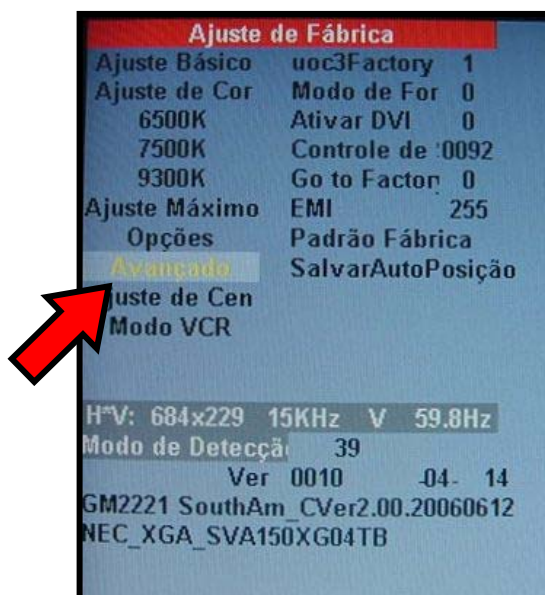 Ajuste de Fábrica
Ajuste Básico uoc3Factory 1
Ajuste de Cor Modo de For 0
6500K Ativar DVI 0
7500K Controle de :0092
9300K Go to Factor 0
Ajuste Máximo EMI 255
Opções Padrão Fábrica
Avançado SalvarAutoPosição
juste de Cen
Modo VCR
H*V: 684x229 15KHz V 59.8Hz
Modo de Detecçã 39
Ver 0010 -04- 14
GM2221 SouthAm_CVer2.00.20060612
NEC_XGA_SVA150XG04TB